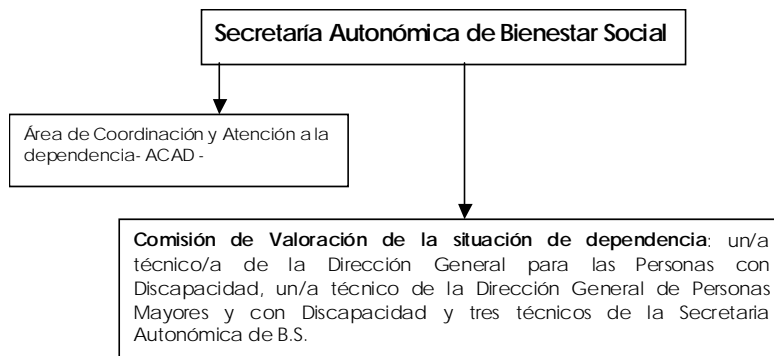 Secretaría Autonómica de Bienestar Social
Área de Coordinación y Atención a la
dependencia- ACAD -
Comisión de Valoración de la situación de dependencia: un/a
técnico/a de la Dirección General para las Personas con
Discapacidad, un/a técnico de la Dirección General de Personas
Mayores y con Discapacidad y tres técnicos de la Secretaria
Autonómica de B.S.